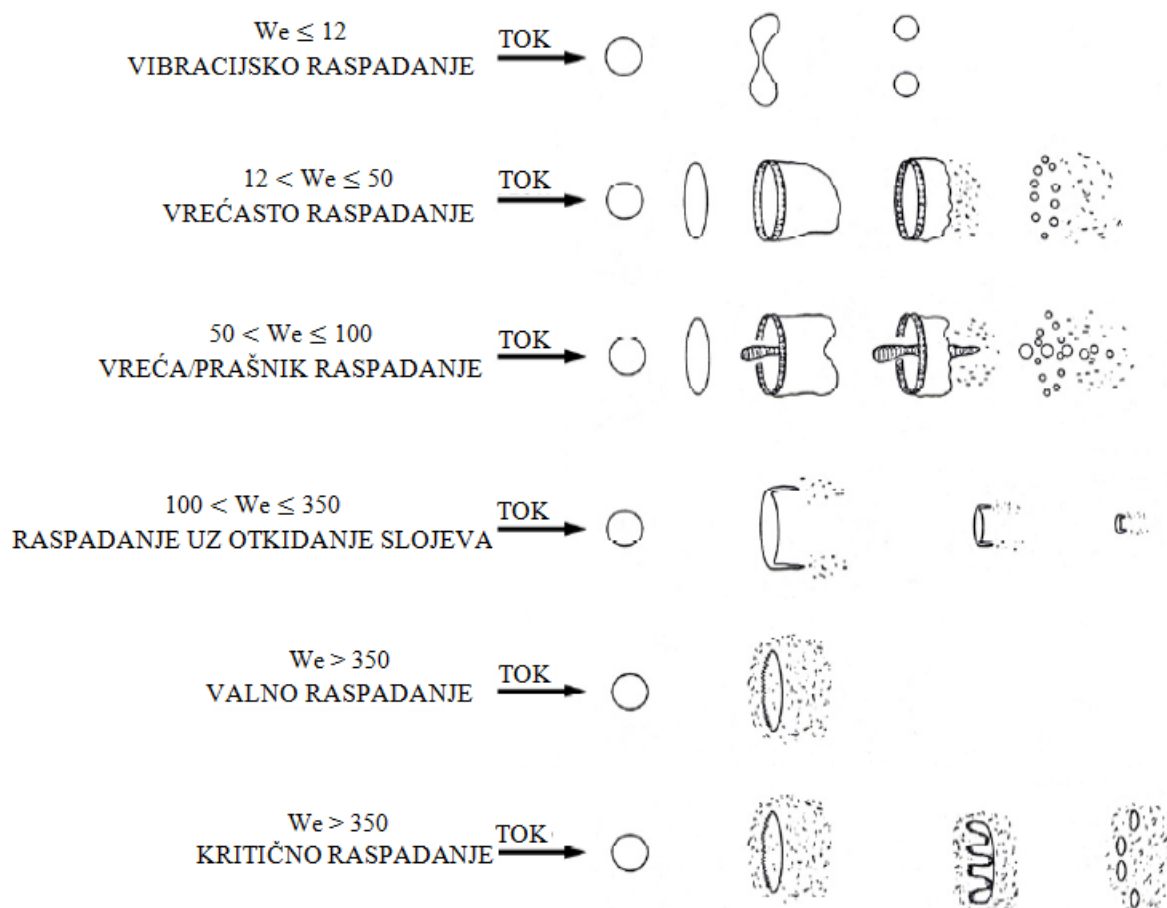 We ≤ 12
VIBRACIJSKO RASPADANJE
TOK
12 < We ≤ 50
VREĆASTO RASPADANJE
TOK
50 < We ≤ 100
VREĆA/PRAŠNIK RASPADANJE
TOK
100 < We ≤ 350
RASPADANJE UZ OTKIDANJE SLOJEVA
TOK
We > 350
VALNO RASPADANJE
TOK
We > 350
KRITIČNO RASPADANJE
TOK